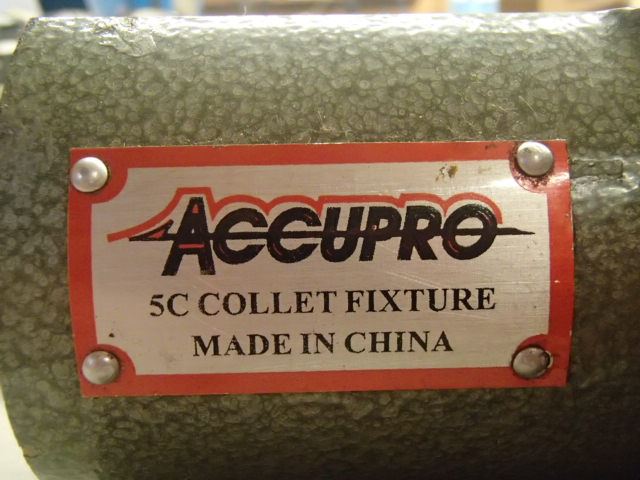 ACCUPRO
5C COLLET FIXTURE
MADE IN CHINA